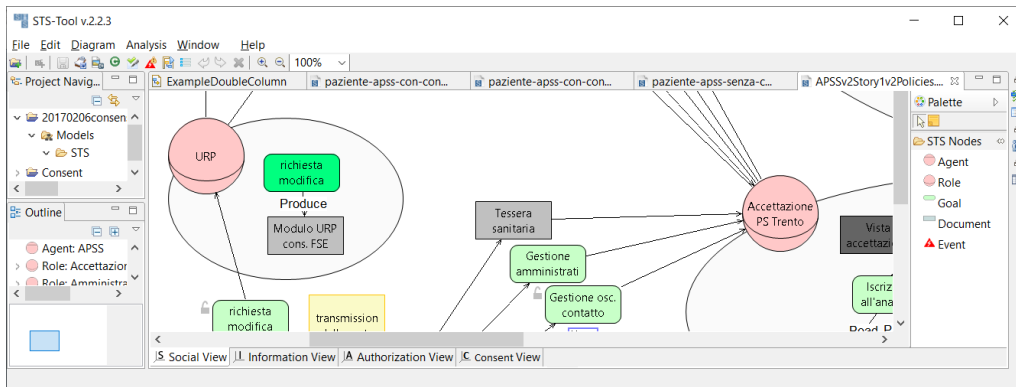 STS-Tool v.2.2.3
File Edit Diagram Analysis Window Help
100%
Project Navig...
ExampleDoubleColumn
paziente-apss-con-con...
paziente-apss-con-con...
paziente-apss-senza-c...
APSSv2Story1v2Policies....
20170206consen
Models
STS
Consent
Outline
Agent: APSS
Role: Accettazior
Role: Amministra
URP
richiesta
modifica
Produce
Modulo URP
cons. FSE
richiesta
modifica
transmission
Tessera
sanitaria
Gestione
amministrati
Gestione osc.
contatto
Accettazione
PS Trento
Vista
accettazio
Iscriz
all'ana
Read, P
Palette
STS Nodes
Agent
Role
Goal
Document
Event
Social View
Information View
Authorization View
Consent View